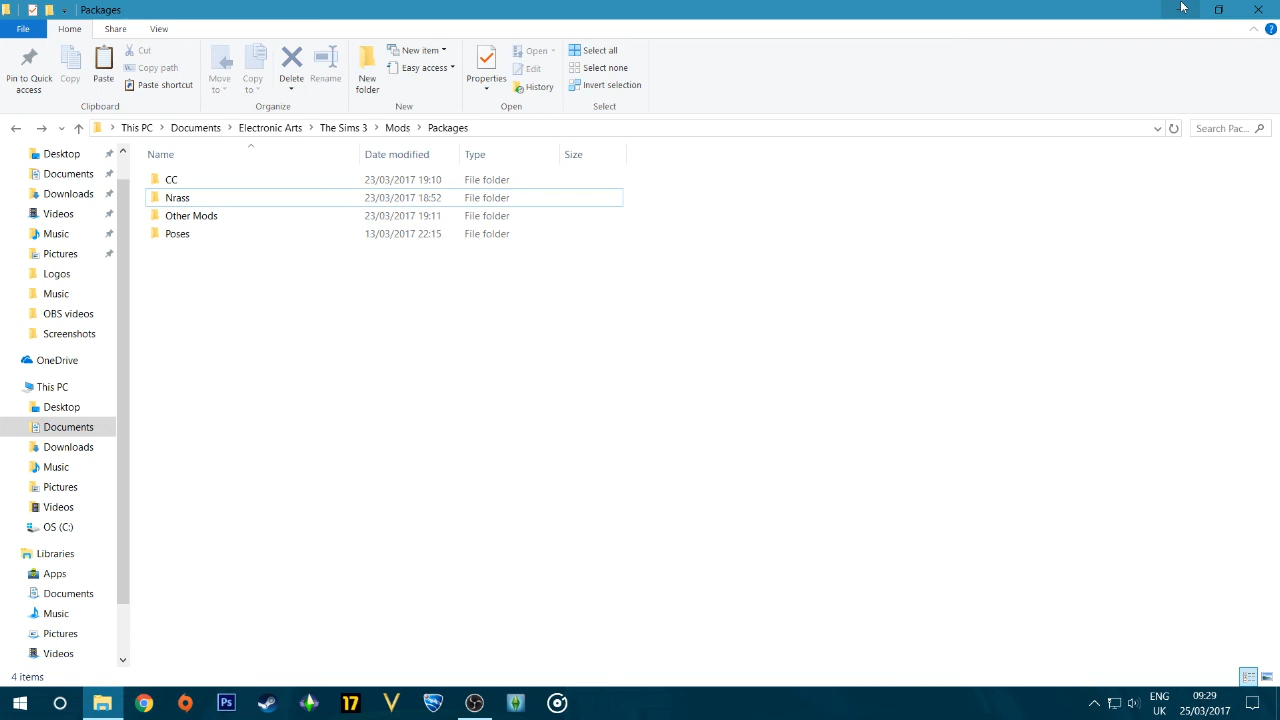 Packages
File Home Share View
Pin to Quick access
Copy
Paste
Cut
Copy path
Paste shortcut
Clipboard
Move to
Copy to
Delete
Rename
Organize
New folder
New item
Easy access
New
Properties
Open
Edit
History
Open
Select all
Select none
Invert selection
Select
This PC Documents Electronic Arts The Sims 3 Mods Packages
Search Pac...
Name Date modified Type Size
CC 23/03/2017 19:10 File folder
Nrass 23/03/2017 18:52 File folder
Other Mods 23/03/2017 19:11 File folder
Poses 13/03/2017 22:15 File folder
Desktop
Documents
Downloads
Videos
Music
Pictures
Logos
Music
OBS videos
Screenshots
OneDrive
This PC
Desktop
Documents
Downloads
Music
Pictures
Videos
OS (C:)
Libraries
Apps
Documents
Music
Pictures
Videos
4 items
Ps
17
ENG
UK
09:29
25/03/2017